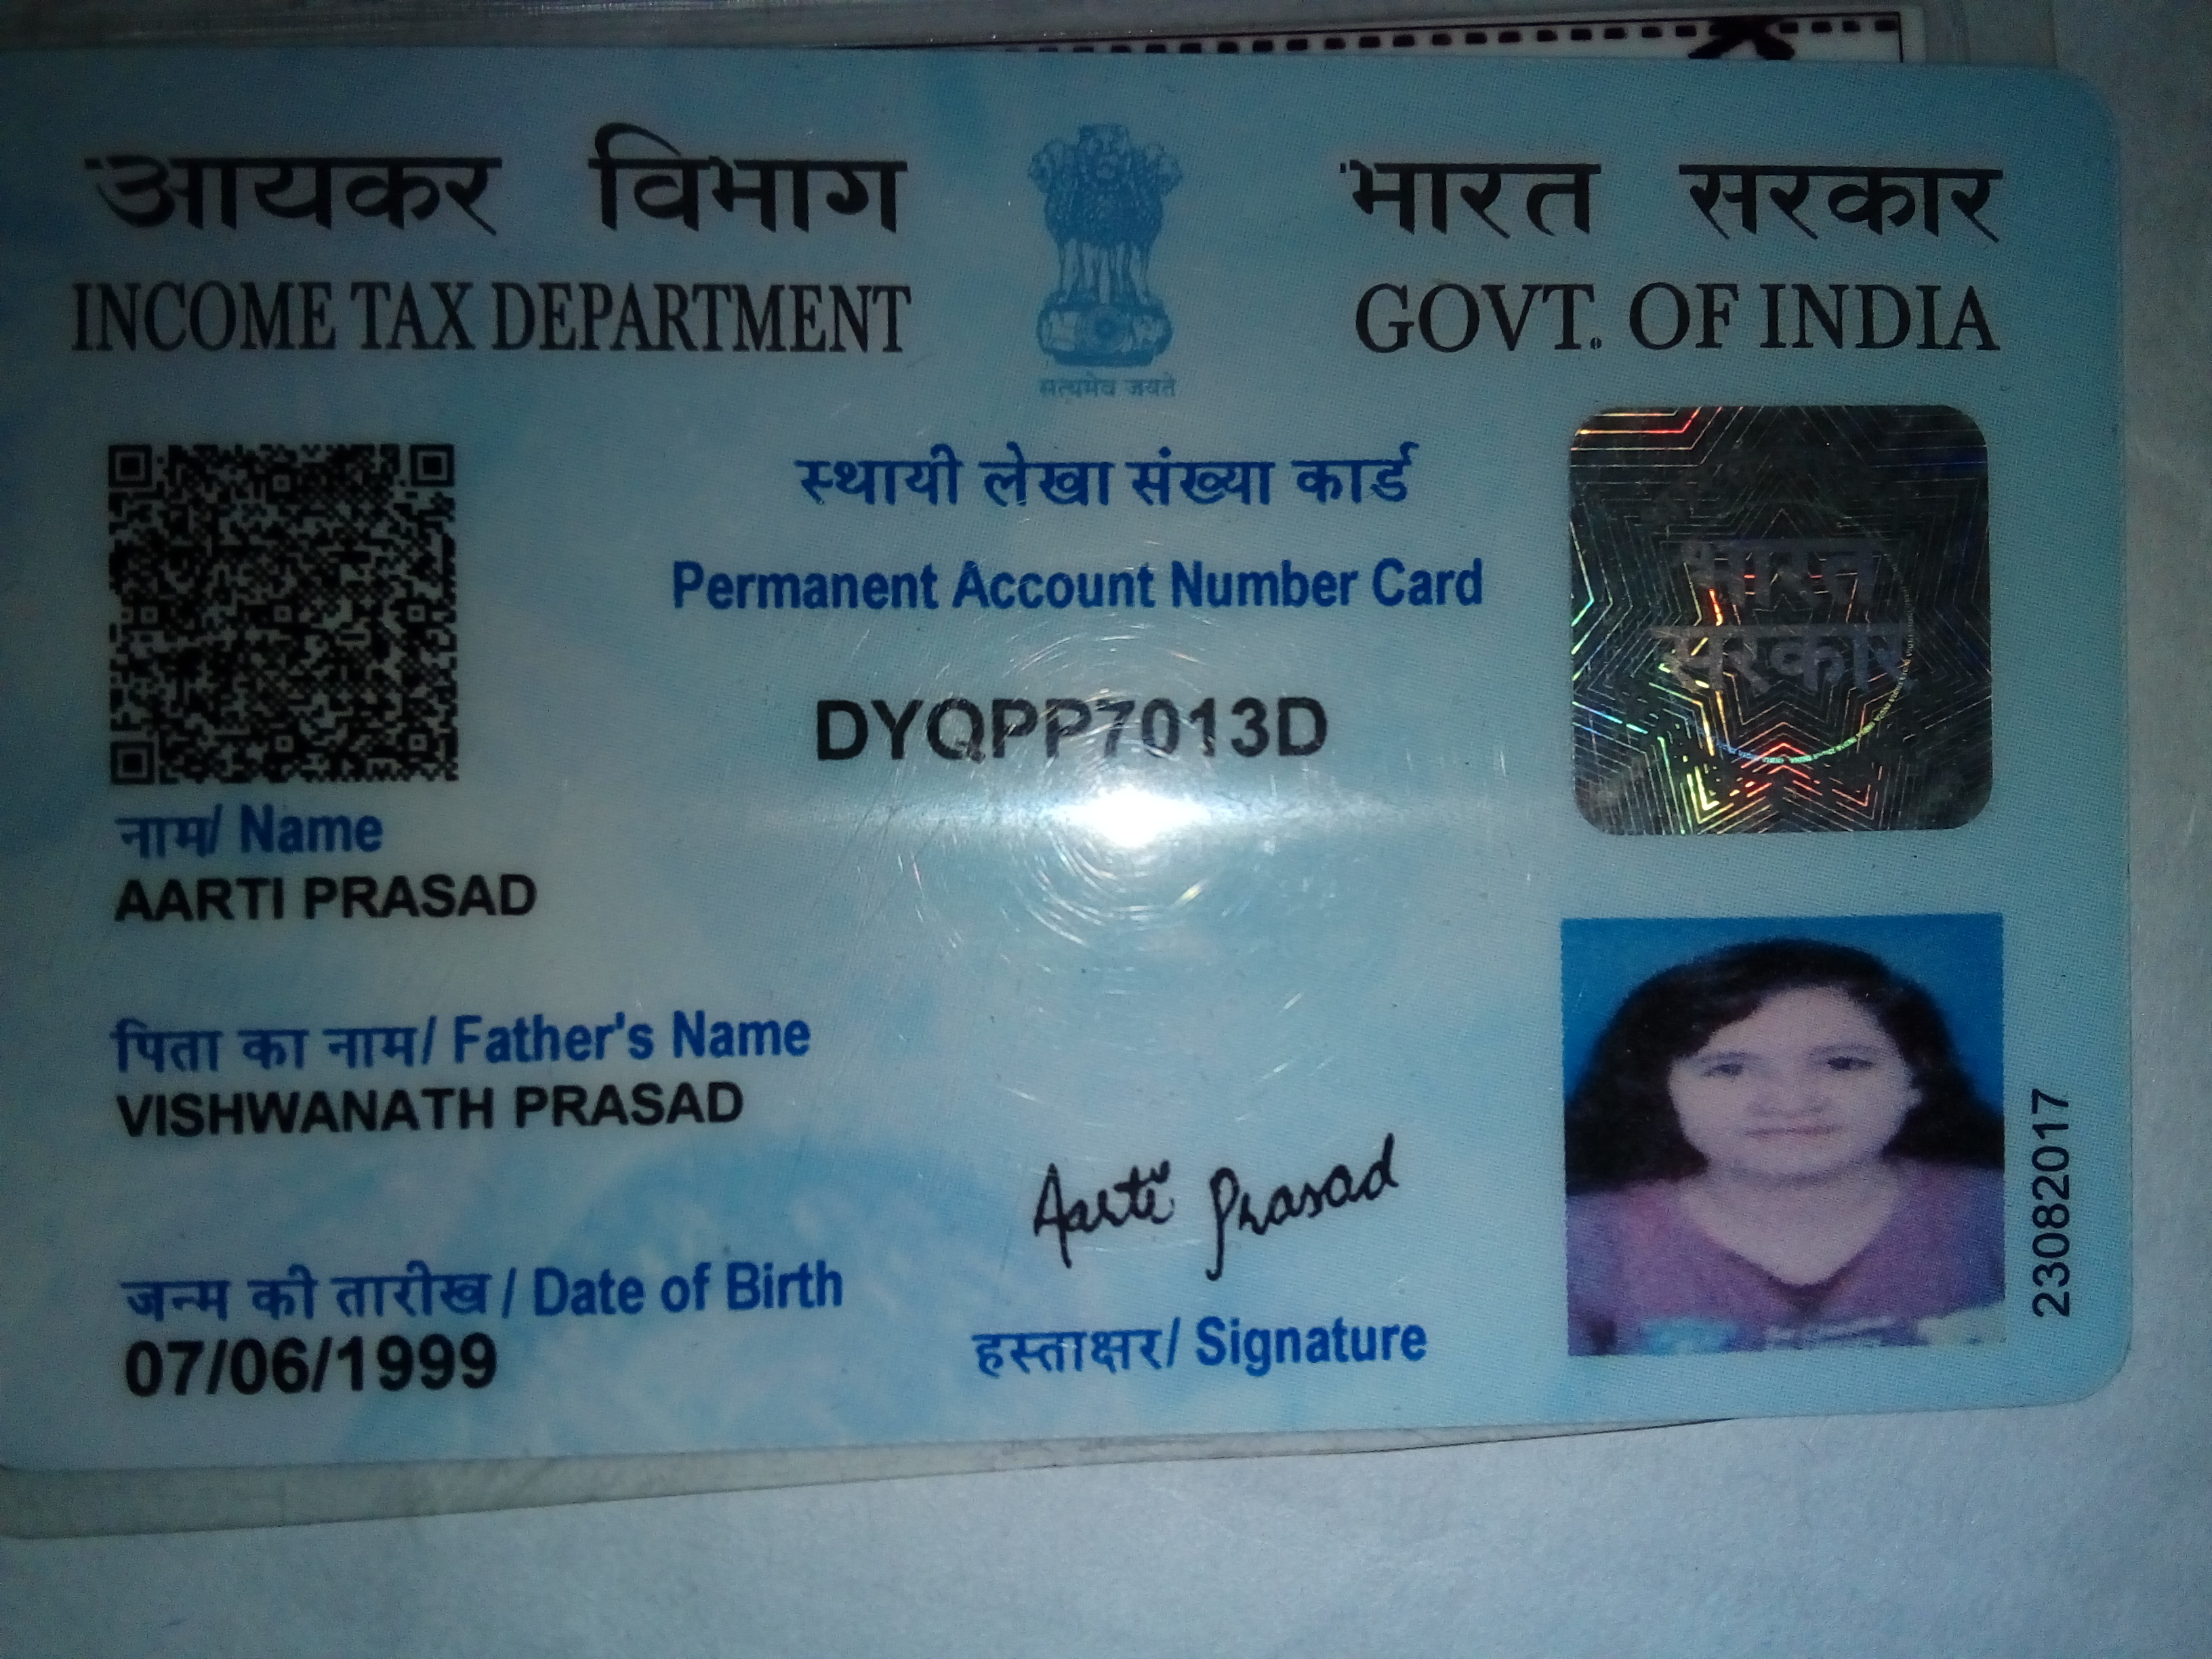 आयकर विभाग
INCOME TAX DEPARTMENT
सत्यमेव जयते
भारत सरकार
GOVT. OF INDIA
स्थायी लेखा संख्या कार्ड
Permanent Account Number Card
DYQPP7013D
भारत
सरकार
नाम/ Name
AARTI PRASAD
पिता का नाम/ Father's Name
VISHWANATH PRASAD
जन्म की तारीख / Date of Birth
07/06/1999
Aarti Prasad
हस्ताक्षर/ Signature
23082017